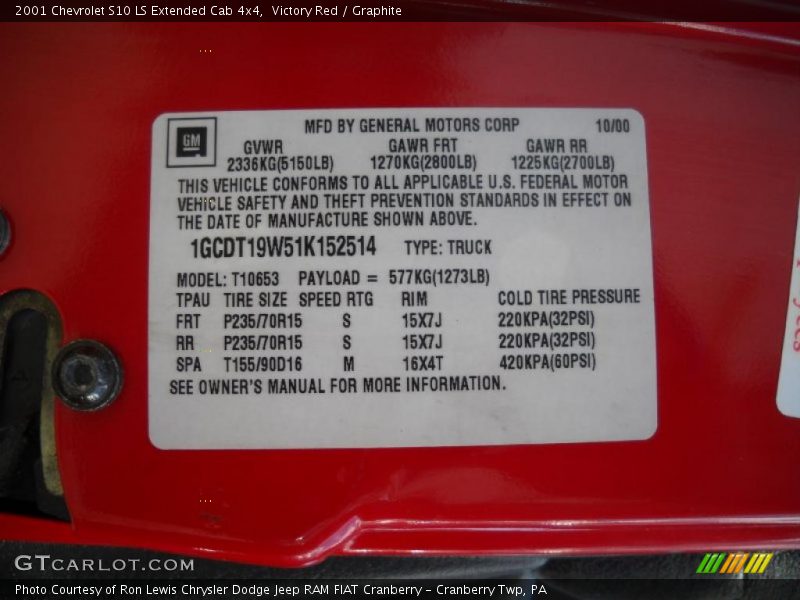 2001 Chevrolet S10 LS Extended Cab 4x4, Victory Red / Graphite
MFD BY GENERAL MOTORS CORP 10/00
GM
GVWR GAWR FRT GAWR RR
2336KG(5150LB) 1270KG(2800LB) 1225KG(2700LB)
THIS VEHICLE CONFORMS TO ALL APPLICABLE U.S. FEDERAL MOTOR
VEHICLE SAFETY AND THEFT PREVENTION STANDARDS IN EFFECT ON
THE DATE OF MANUFACTURE SHOWN ABOVE.
1GCDT19W51K152514 TYPE: TRUCK
MODEL: T10653 PAYLOAD = 577KG(1273LB)
TPAU TIRE SIZE SPEED RTG RIM COLD TIRE PRESSURE
FRT P235/70R15 S 15X7J 220KPA(32PSI)
RR P235/70R15 S 15X7J 220KPA(32PSI)
SPA T155/90D16 M 16X4T 420KPA(60PSI)
SEE OWNER'S MANUAL FOR MORE INFORMATION.
GTCARLOT.COM
Photo Courtesy of Ron Lewis Chrysler Dodge Jeep RAM FIAT Cranberry - Cranberry Twp, PA